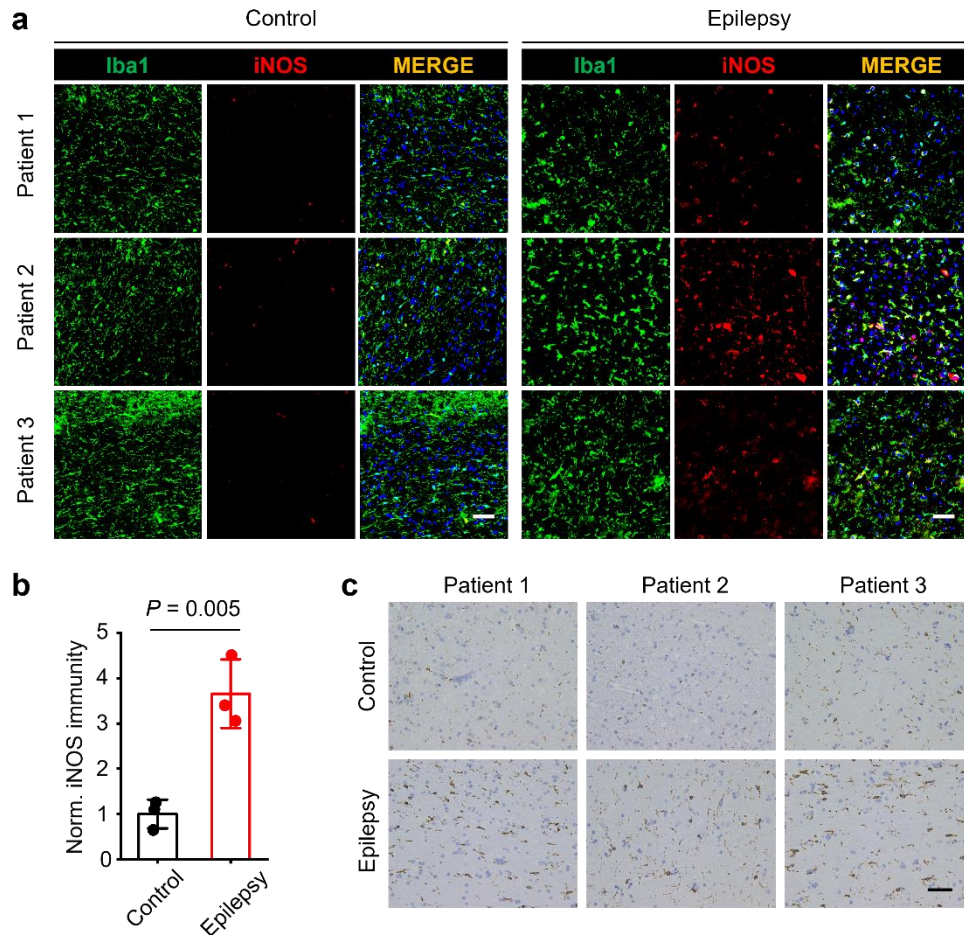 a
Control Epilepsy
Iba1 iNOS MERGE Iba1 iNOS MERGE
Patient 1
Patient 2
Patient 3
b
P = 0.005
Norm. iNOS immunity
5
4
3
2
1
0
Control
Epilepsy
c
Patient 1 Patient 2 Patient 3
Control
Epilepsy